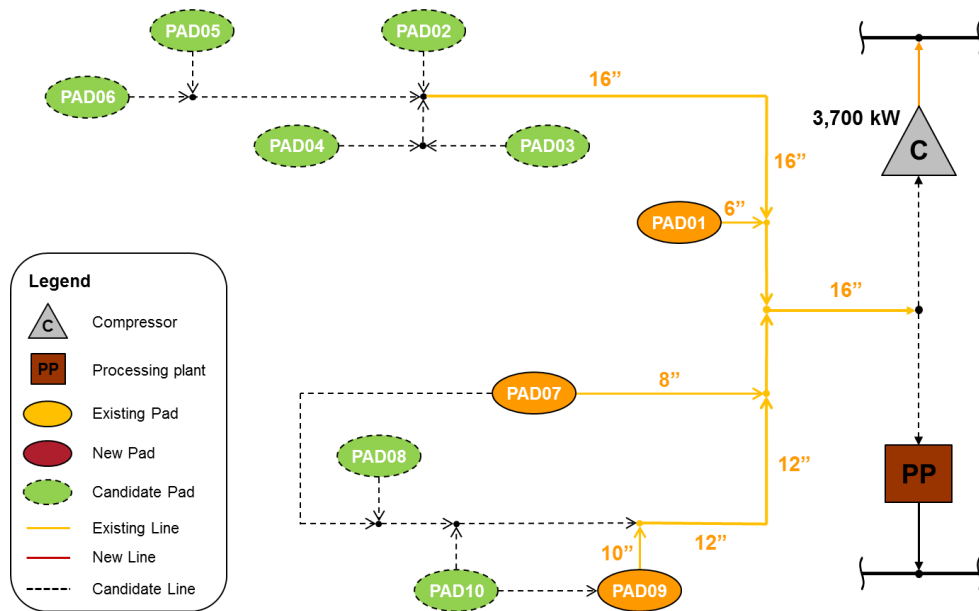 PAD05
PAD02
PAD06
16”
PAD04
PAD03
3,700 kW
C
16”
PAD01
6”
16”
Legend
C
Compressor
PP
Processing plant
Existing Pad
New Pad
Candidate Pad
Existing Line
New Line
Candidate Line
PAD07
8”
PAD08
12”
PP
10”
12”
PAD10
PAD09